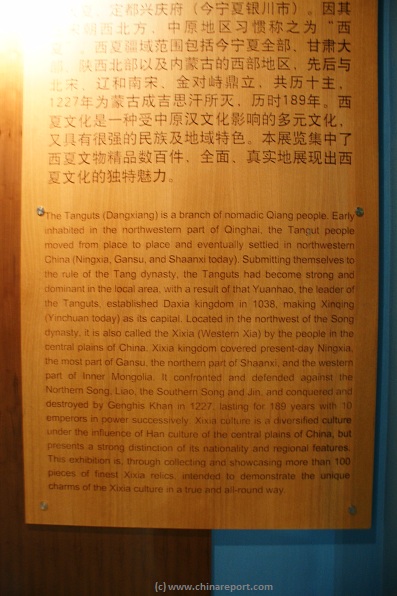 夏，定都兴庆府（今宁夏银川市）。因其
朝西北方，中原地区习惯称之为“西
西夏疆域范围包括今宁夏全部、甘肃大
陕西北部以及内蒙古的西部地区，先后与
北宋、辽和南宋，金对峙鼎立，共历十主，
1227年为蒙古成吉思汗所灭，历时189年。西
夏文化是一种受中原汉文化影响的多元文化，
又具有很强的民族及地域特色。本展览集中了
西夏文物精品数百件，全面、真实地展现出西
夏文化的独特魅力。
The Tanguts (Dangxiang) is a branch of nomadic Qiang people. Early
inhabited in the northwestern part of Qinghai, the Tangut people
moved from place to place and eventually settled in northwestern
China (Ningxia, Gansu, and Shaanxi today). Submitting themselves to
the rule of the Tang dynasty, the Tanguts had become strong and
dominant in the local area, with a result of that Yuanhao, the leader of
the Tanguts, established Daxia kingdom in 1038, making Xinqing
(Yinchuan today) as its capital. Located in the northwest of the Song
dynasty, it is also called the Xixia (Western Xia) by the people in the
central plains of China. Xixia kingdom covered present-day Ningxia,
the most part of Gansu, the northern part of Shaanxi, and the western
part of Inner Mongolia. It confronted and defended against the
Northern Song, Liao, the Southern Song and Jin, and conquered and
destroyed by Genghis Khan in 1227, lasting for 189 years with 10
emperors in power successively. Xixia culture is a diversified culture
under the influence of Han culture of the central plains of China, but
presents a strong distinction of its nationality and regional features.
This exhibition is, through collecting and showcasing more than 100
pieces of finest Xixia relics, intended to demonstrate the unique
charms of the Xixia culture in a true and all-round way.
(c) www.chinareport.com